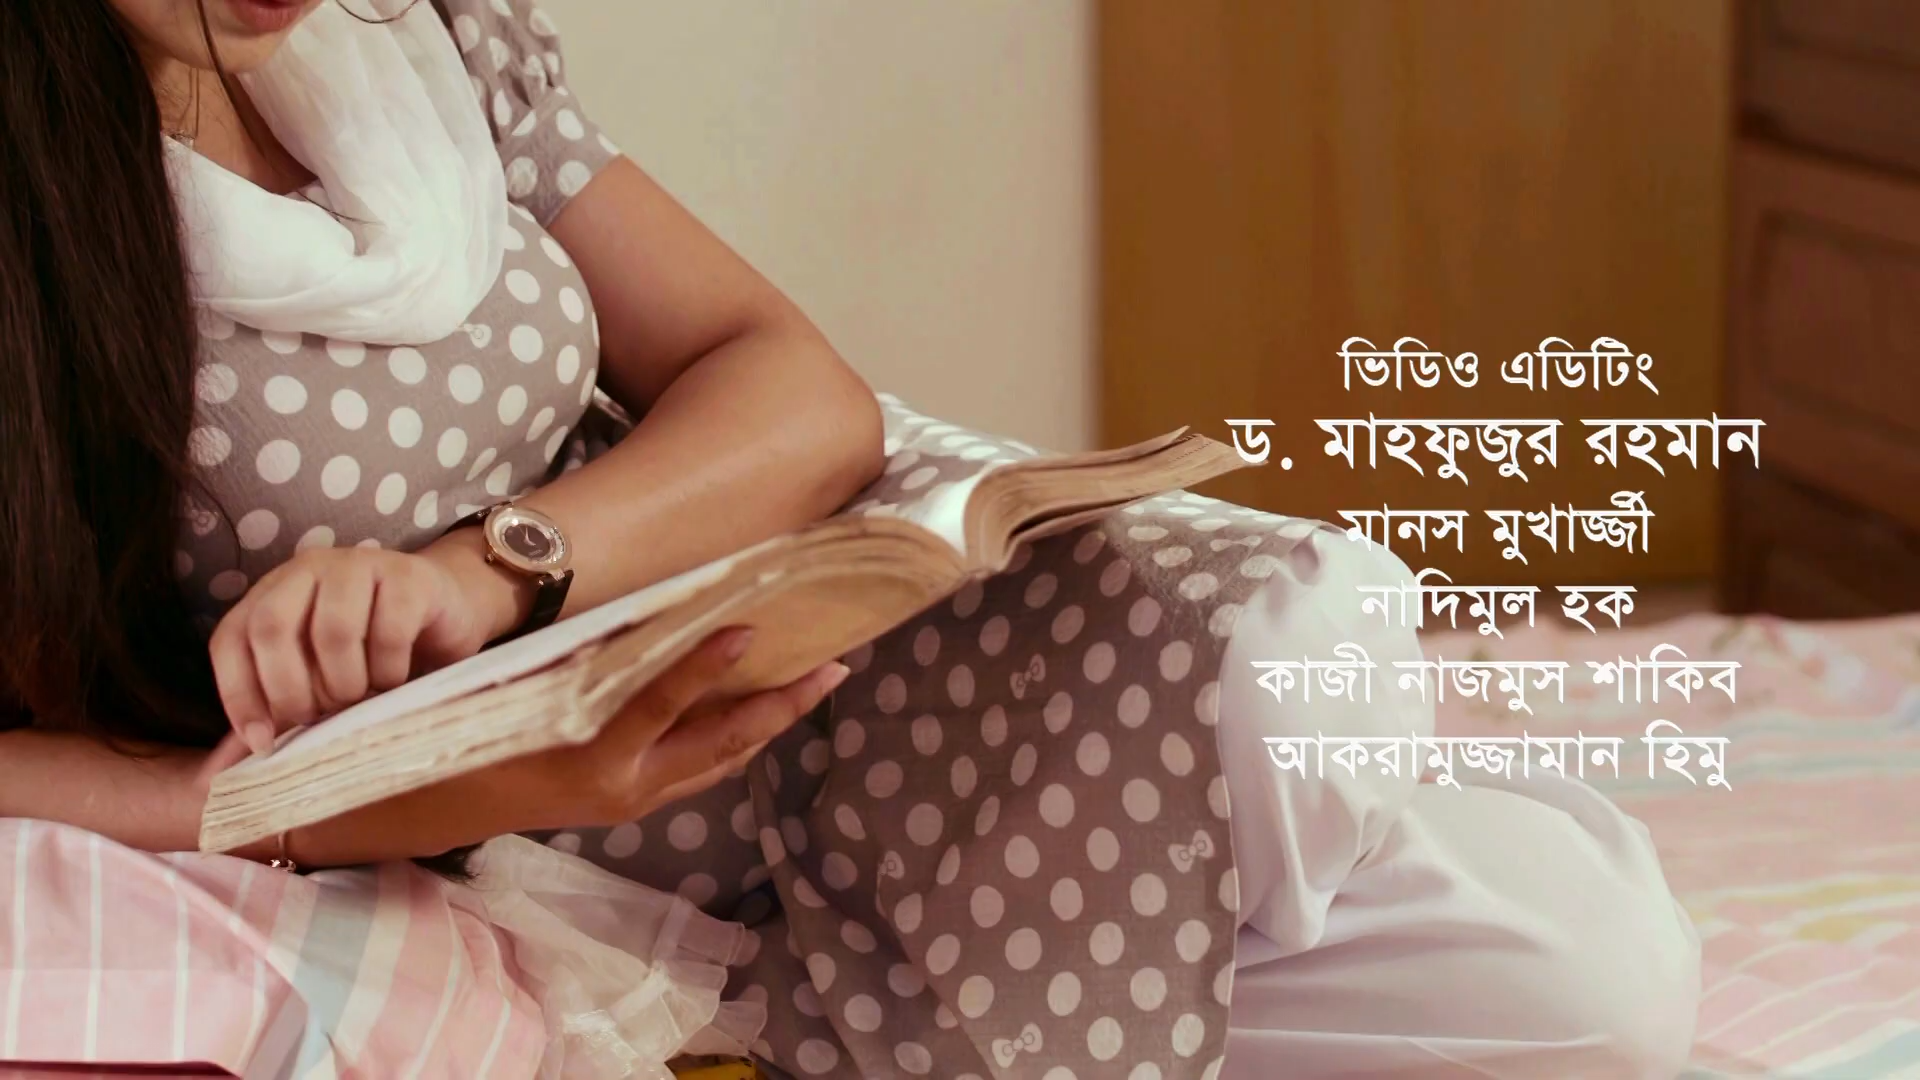 ভিডিও এডিটিং
ড. মাহফুজুর রহমান
মানস মুখার্জ্জী
নাদিমুল হক
কাজী নাজমুস শাকিব
আকরামুজ্জামান হিমু